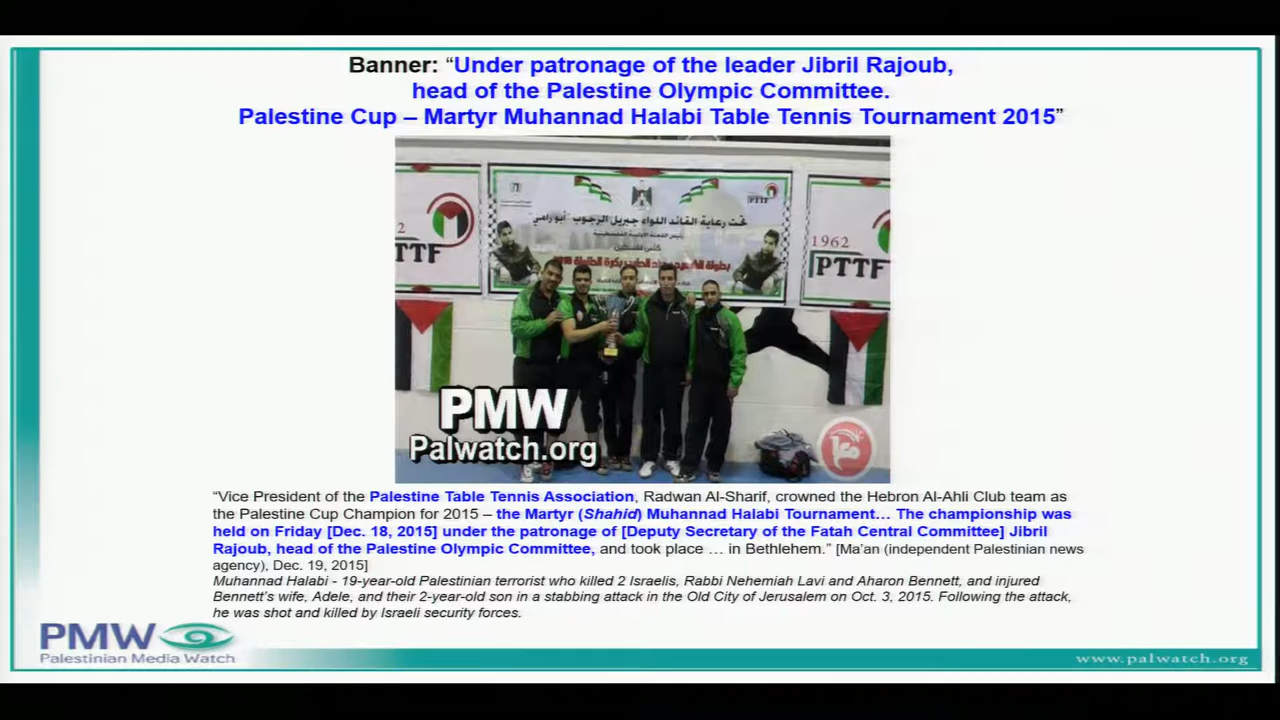 Banner: “Under patronage of the leader Jibril Rajoub,
head of the Palestine Olympic Committee.
Palestine Cup – Martyr Muhannad Halabi Table Tennis Tournament 2015”
PTTF
تحت رعاية القائد اللواء جبريل الرجوب "أبو رامي"
رئيس اللجنة الأولمبية الفلسطينية
كأس فلسطين
2
TTF
1962
PTTF
PMW
Palwatch.org
“Vice President of the Palestine Table Tennis Association, Radwan Al-Sharif, crowned the Hebron Al-Ahli Club team as
the Palestine Cup Champion for 2015 – the Martyr (Shahid) Muhannad Halabi Tournament… The championship was
held on Friday [Dec. 18, 2015] under the patronage of [Deputy Secretary of the Fatah Central Committee] Jibril
Rajoub, head of the Palestine Olympic Committee, and took place … in Bethlehem.” [Ma’an (independent Palestinian news
agency), Dec. 19, 2015]
Muhannad Halabi - 19-year-old Palestinian terrorist who killed 2 Israelis, Rabbi Nehemiah Lavi and Aharon Bennett, and injured
Bennett’s wife, Adele, and their 2-year-old son in a stabbing attack in the Old City of Jerusalem on Oct. 3, 2015. Following the attack,
he was shot and killed by Israeli security forces.
PMW
Palestinian Media Watch
www.palwatch.org